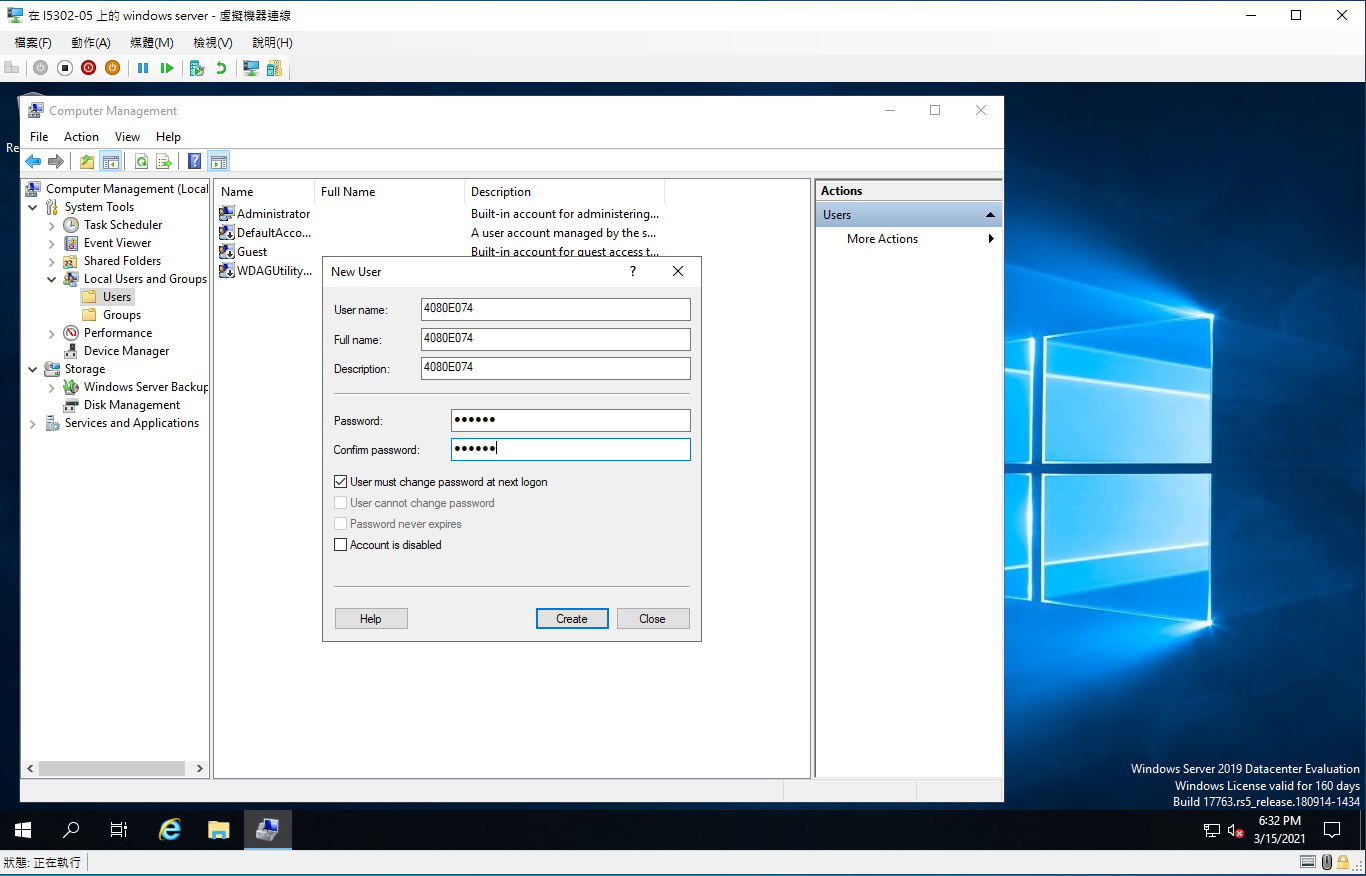 在 I5302-05 上的 windows server - 虛擬機器連線
檔案(F) 動作(A) 媒體(M) 檢視(V) 說明(H)
Computer Management
File Action View Help
Computer Management (Local
System Tools
Task Scheduler
Event Viewer
Shared Folders
Local Users and Groups
Users
Groups
Performance
Device Manager
Storage
Windows Server Backup
Disk Management
Services and Applications
Name Full Name Description
Administrator Built-in account for administering...
DefaultAcco... A user account managed by the s...
Guest Built-in account for guest access t...
WDAGUtility...
Actions
Users
More Actions
New User
?
User name: 4080E074
Full name: 4080E074
Description: 4080E074
Password: ●●●●●●
Confirm password: ●●●●●●
User must change password at next logon
User cannot change password
Password never expires
Account is disabled
Help Create Close
Re
Windows Server 2019 Datacenter Evaluation
Windows License valid for 160 days
Build 17763.rs5_release.180914-1434
6:32 PM
3/15/2021
狀態: 正在執行